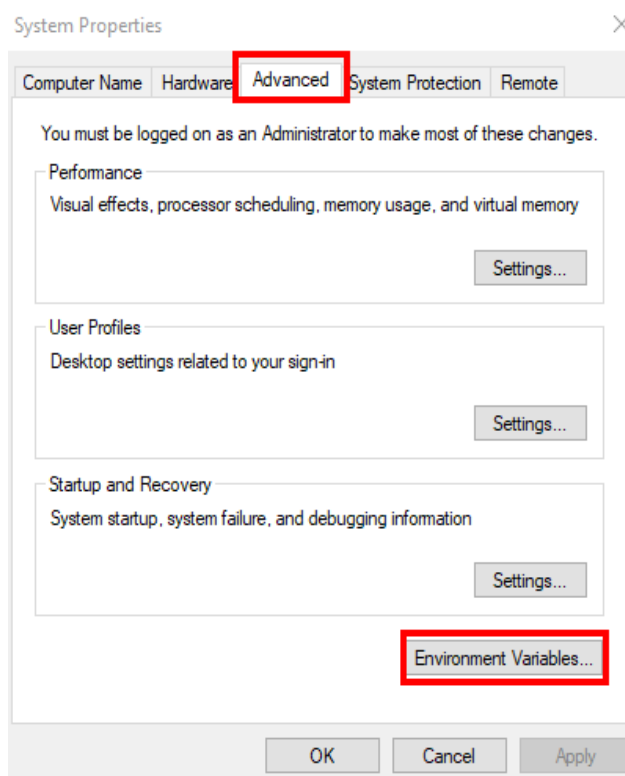 System Properties
Computer Name Hardware Advanced System Protection Remote
You must be logged on as an Administrator to make most of these changes.
Performance
Visual effects, processor scheduling, memory usage, and virtual memory
Settings...
User Profiles
Desktop settings related to your sign-in
Settings...
Startup and Recovery
System startup, system failure, and debugging information
Settings...
Environment Variables...
OK Cancel Apply